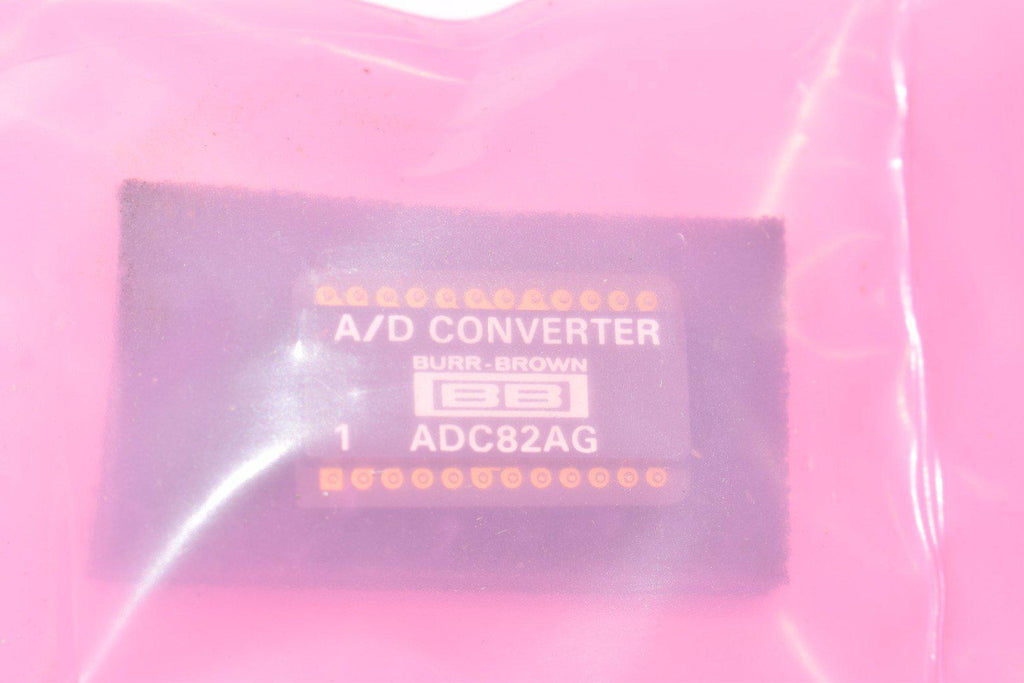 A/D CONVERTER
BURR-BROWN
BB
1 ADC82AG